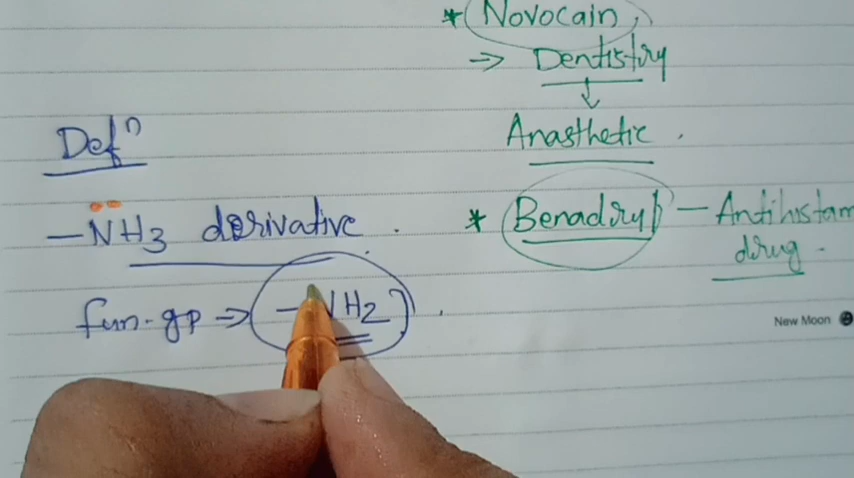 * Novocain,
⇒ Dentistry
↓
Anasthetic.
* Benadryl - Antihistam
drug.
Defⁿ
-NH3 derivative.
fun.gp ⇒ -NH2.
New Moon